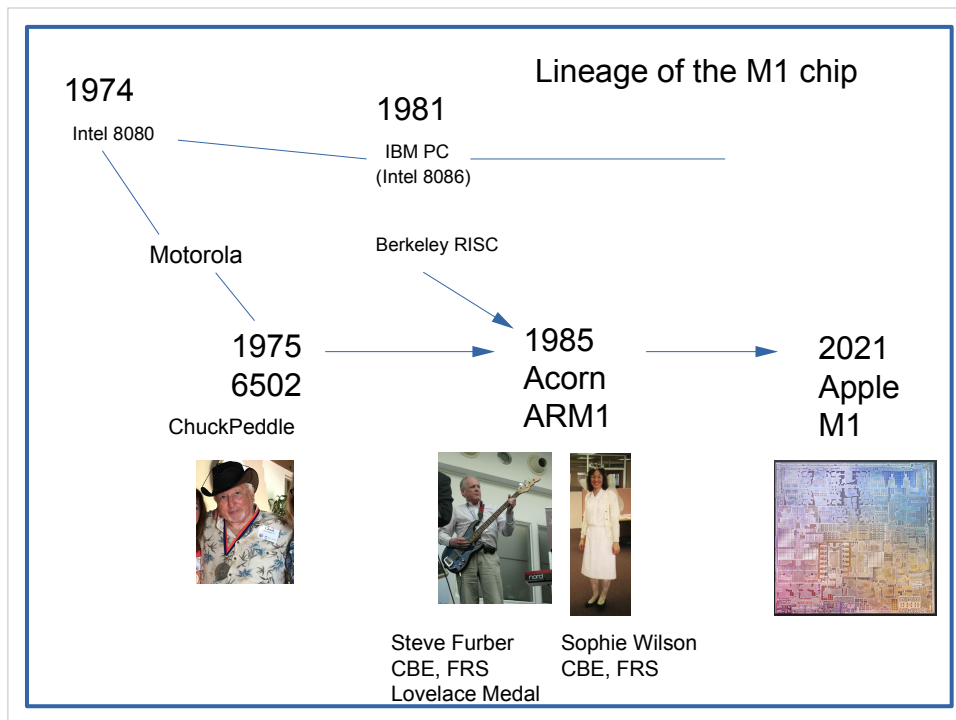 Lineage of the M1 chip
1974
Intel 8080
1981
IBM PC
(Intel 8086)
Motorola
Berkeley RISC
1975
6502
ChuckPeddle
1985
Acorn
ARM1
2021
Apple
M1
nord
Steve Furber
CBE, FRS
Lovelace Medal
Sophie Wilson
CBE, FRS